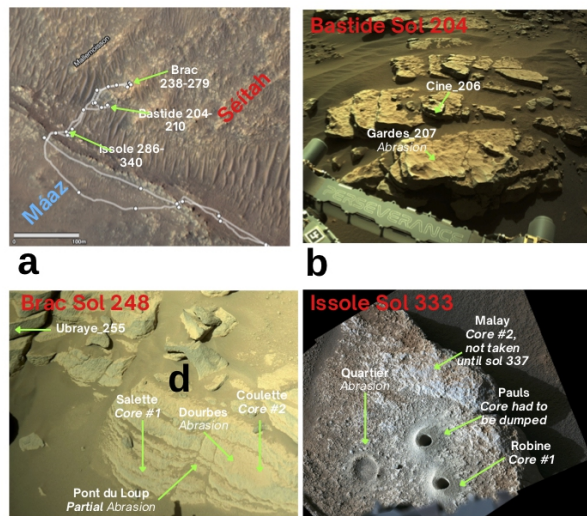 Mallemoisson
Brac
238-279
Séítah
Bastide 204-
210
Issole 286-
340
Máaz
100m
a
Bastide Sol 204
Cine_206
Gardes_207
Abrasion
PERSEVERANCE
b
Brac Sol 248
Ubraye_255
d
Salette
Core #1
Dourbes
Abrasion
Coulette
Core #2
Pont du Loup
Partial Abrasion
Issole Sol 333
Malay
Core #2,
not taken
until sol 337
Quartier
Abrasion
Pauls
Core had to
be dumped
Robine
Core #1